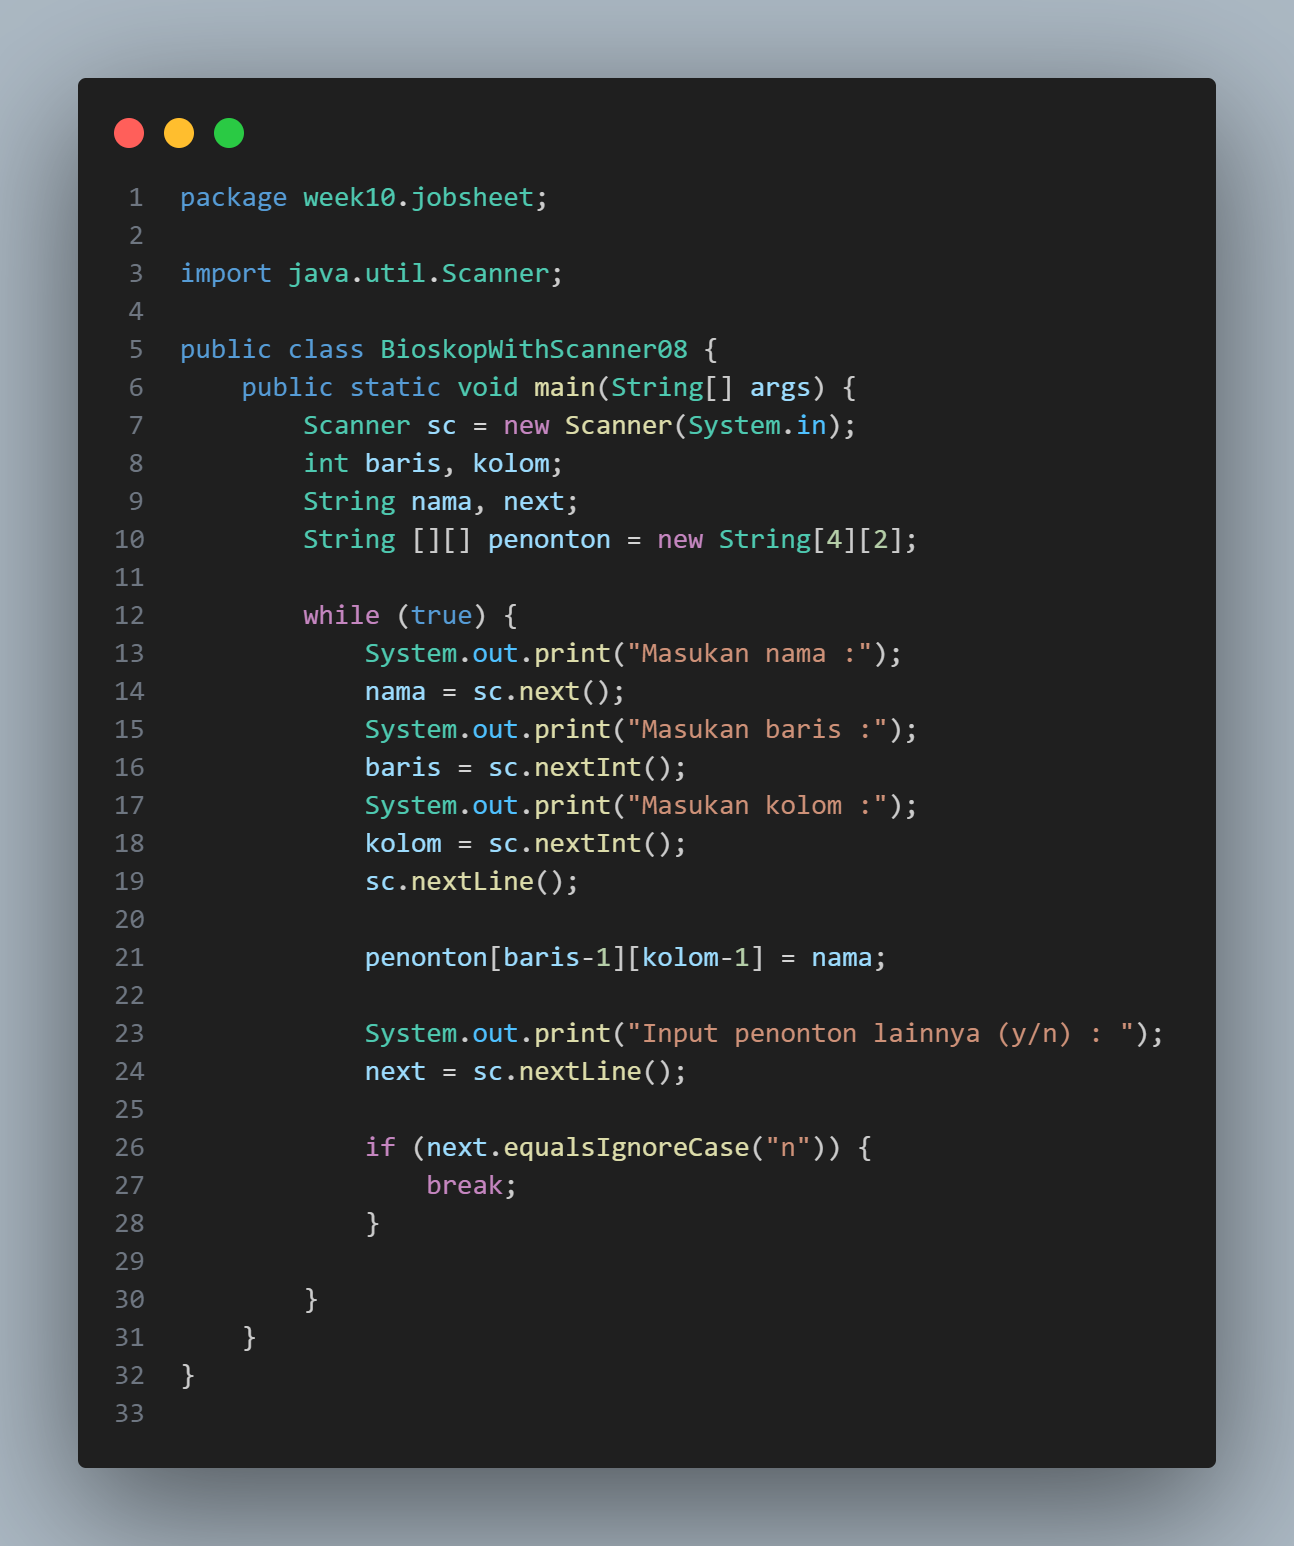 1 package week10.jobsheet;
2
3 import java.util.Scanner;
4
5 public class BioskopWithScanner08 {
6     public static void main(String[] args) {
7         Scanner sc = new Scanner(System.in);
8         int baris, kolom;
9         String nama, next;
10         String [][] penonton = new String[4][2];
11
12         while (true) {
13             System.out.print("Masukan nama :");
14             nama = sc.next();
15             System.out.print("Masukan baris :");
16             baris = sc.nextInt();
17             System.out.print("Masukan kolom :");
18             kolom = sc.nextInt();
19             sc.nextLine();
20
21             penonton[baris-1][kolom-1] = nama;
22
23             System.out.print("Input penonton lainnya (y/n) : ");
24             next = sc.nextLine();
25
26             if (next.equalsIgnoreCase("n")) {
27                 break;
28             }
29
30         }
31     }
32 }
33